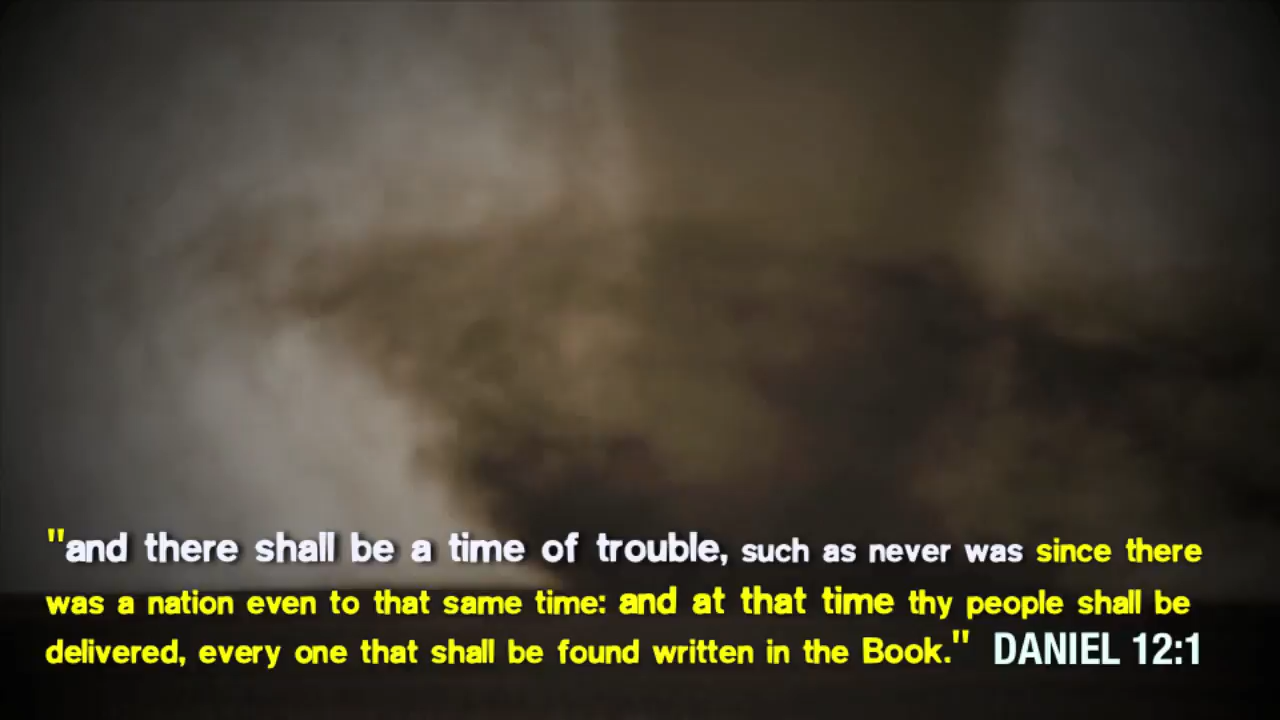 "and there shall be a time of trouble, such as never was since there
was a nation even to that same time: and at that time thy people shall be
delivered, every one that shall be found written in the Book." DANIEL 12:1